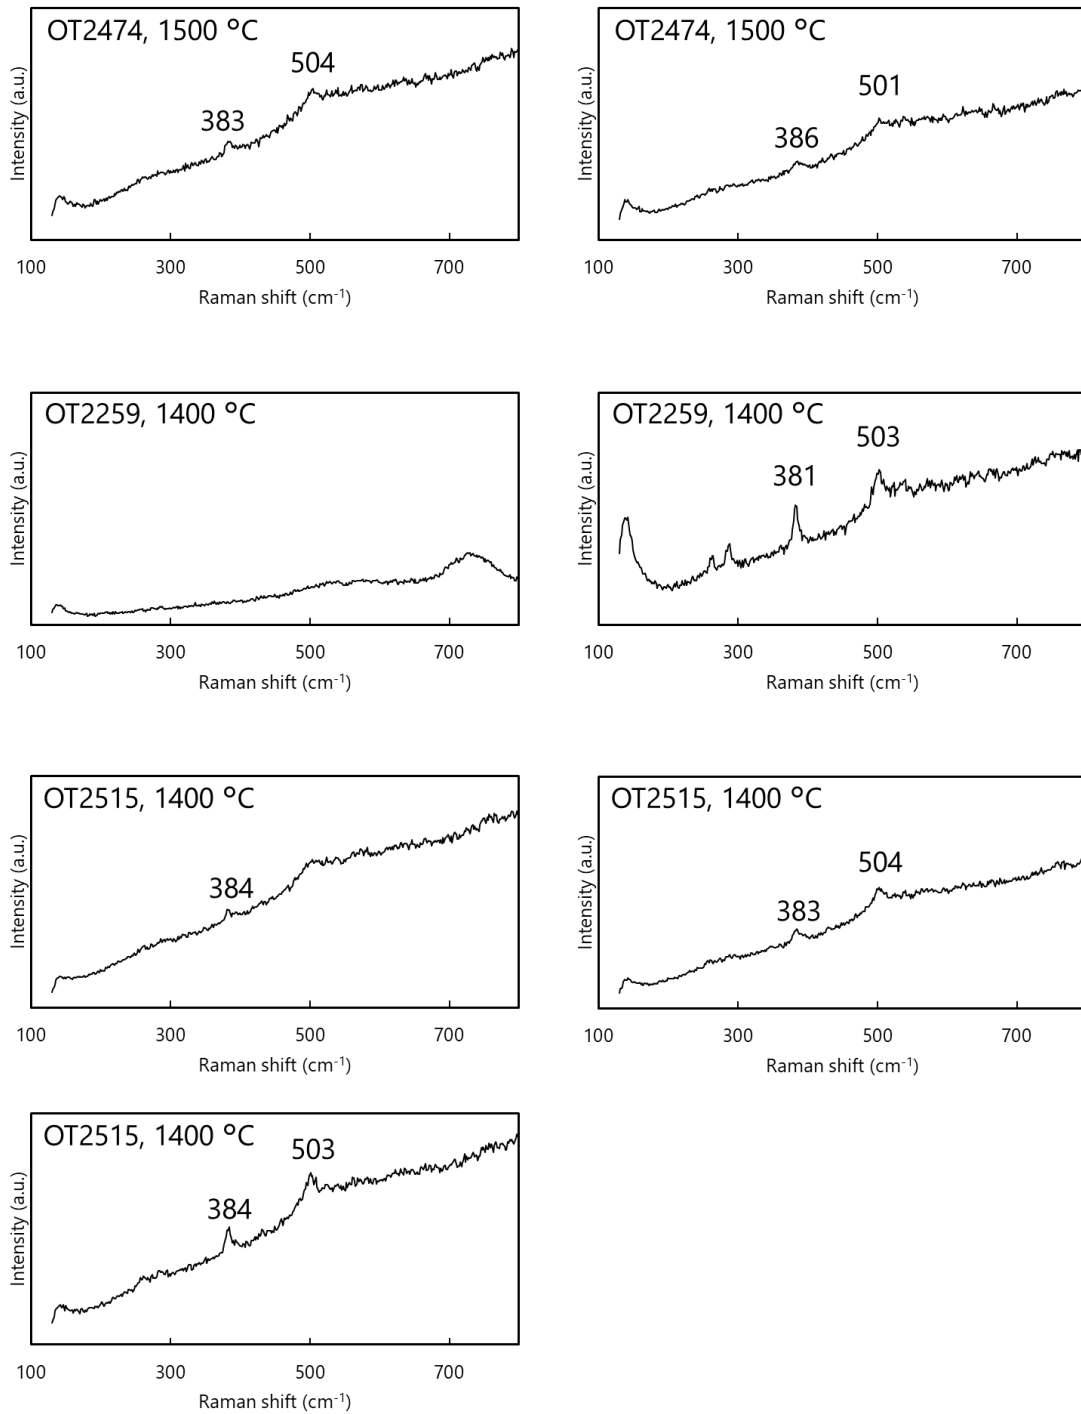 OT2474, 1500 °C
504
383
Intensity (a.u.)
100 300 500 700
Raman shift (cm⁻¹)
OT2474, 1500 °C
501
386
Intensity (a.u.)
100 300 500 700
Raman shift (cm⁻¹)
OT2259, 1400 °C
Intensity (a.u.)
100 300 500 700
Raman shift (cm⁻¹)
OT2259, 1400 °C
503
381
Intensity (a.u.)
100 300 500 700
Raman shift (cm⁻¹)
OT2515, 1400 °C
384
Intensity (a.u.)
100 300 500 700
Raman shift (cm⁻¹)
OT2515, 1400 °C
504
383
Intensity (a.u.)
100 300 500 700
Raman shift (cm⁻¹)
OT2515, 1400 °C
503
384
Intensity (a.u.)
100 300 500 700
Raman shift (cm⁻¹)